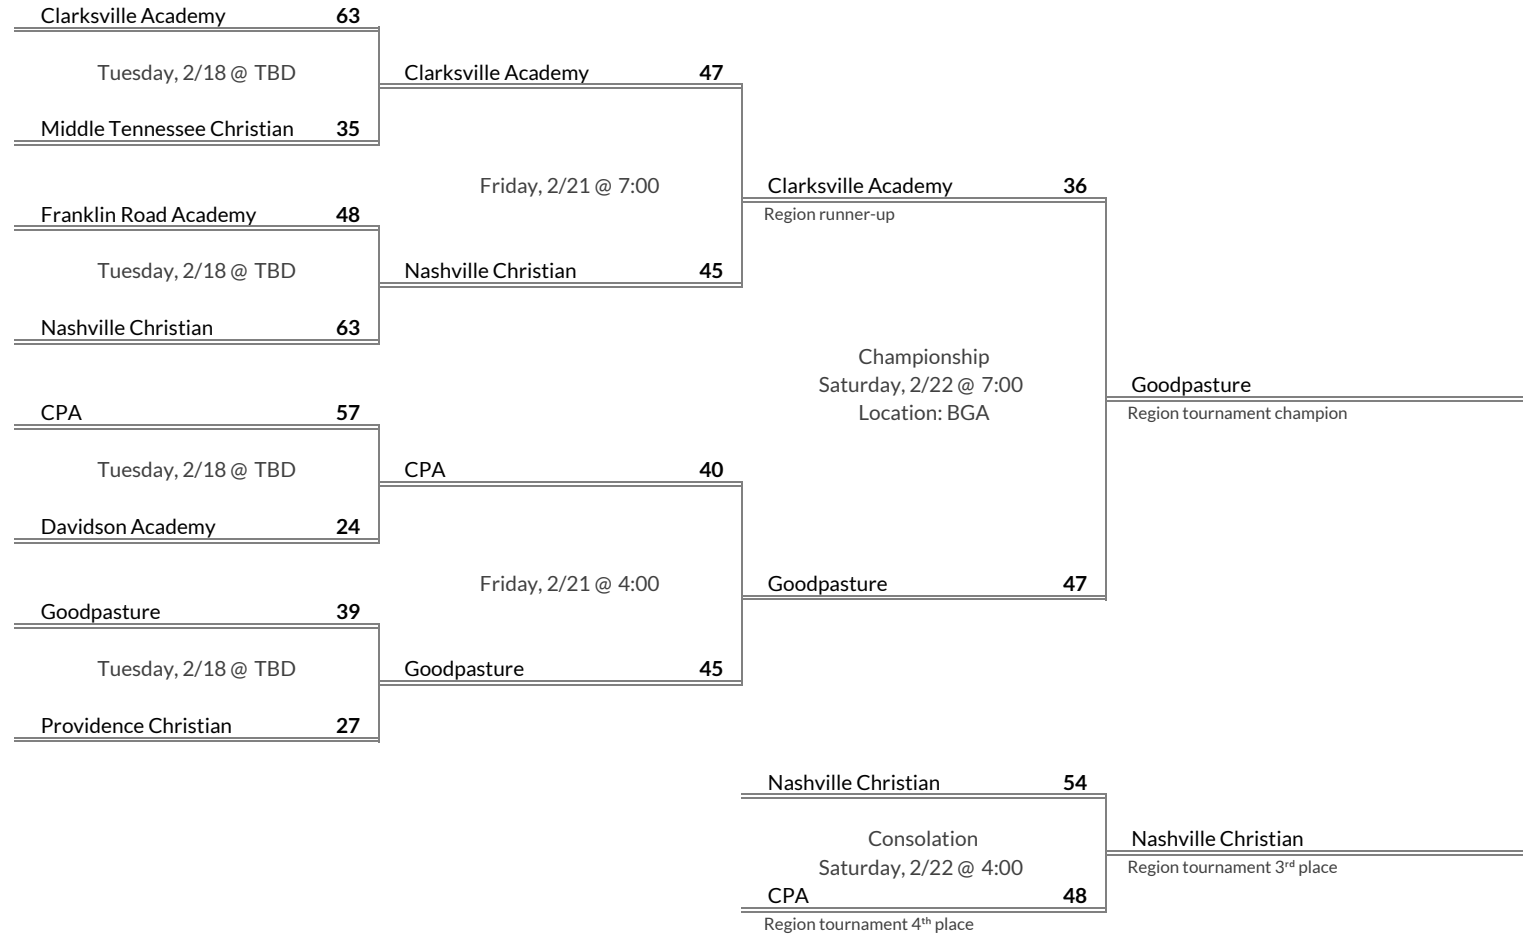 Clarksville Academy 63
Tuesday, 2/18 @ TBD
Middle Tennessee Christian 35
Franklin Road Academy 48
Tuesday, 2/18 @ TBD
Nashville Christian 63
CPA 57
Tuesday, 2/18 @ TBD
Davidson Academy 24
Goodpasture 39
Tuesday, 2/18 @ TBD
Providence Christian 27
Clarksville Academy 47
Friday, 2/21 @ 7:00
Nashville Christian 45
CPA 40
Friday, 2/21 @ 4:00
Goodpasture 45
Clarksville Academy 36
Region runner-up
Championship
Saturday, 2/22 @ 7:00
Location: BGA
Goodpasture 47
Goodpasture
Region tournament champion
Nashville Christian 54
Consolation
Saturday, 2/22 @ 4:00
CPA 48
Region tournament 4th place
Nashville Christian
Region tournament 3rd place